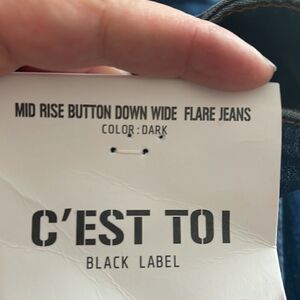 MID RISE BUTTON DOWN WIDE FLARE JEANS
COLOR:DARK
C'EST TOI
BLACK LABEL